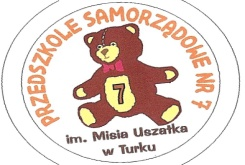 PRZEDSZKOLE SAMORZĄDOWE NR 7
7
im. Misia Uszatka
w Turku